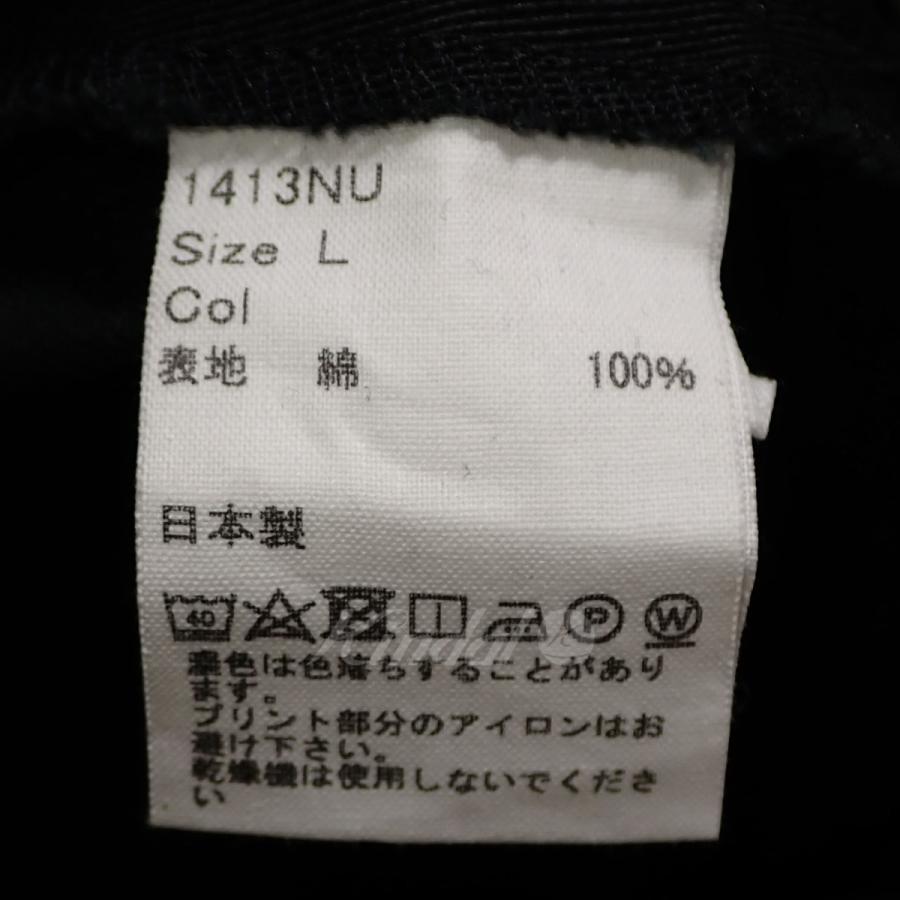 1413NU
Size L
Col
表地 綿 100%
日本製
40 P W
濃色は色落ちすることがあり
ます。
プリント部分のアイロンはお
避け下さい。
乾燥機は使用しないでくださ
い